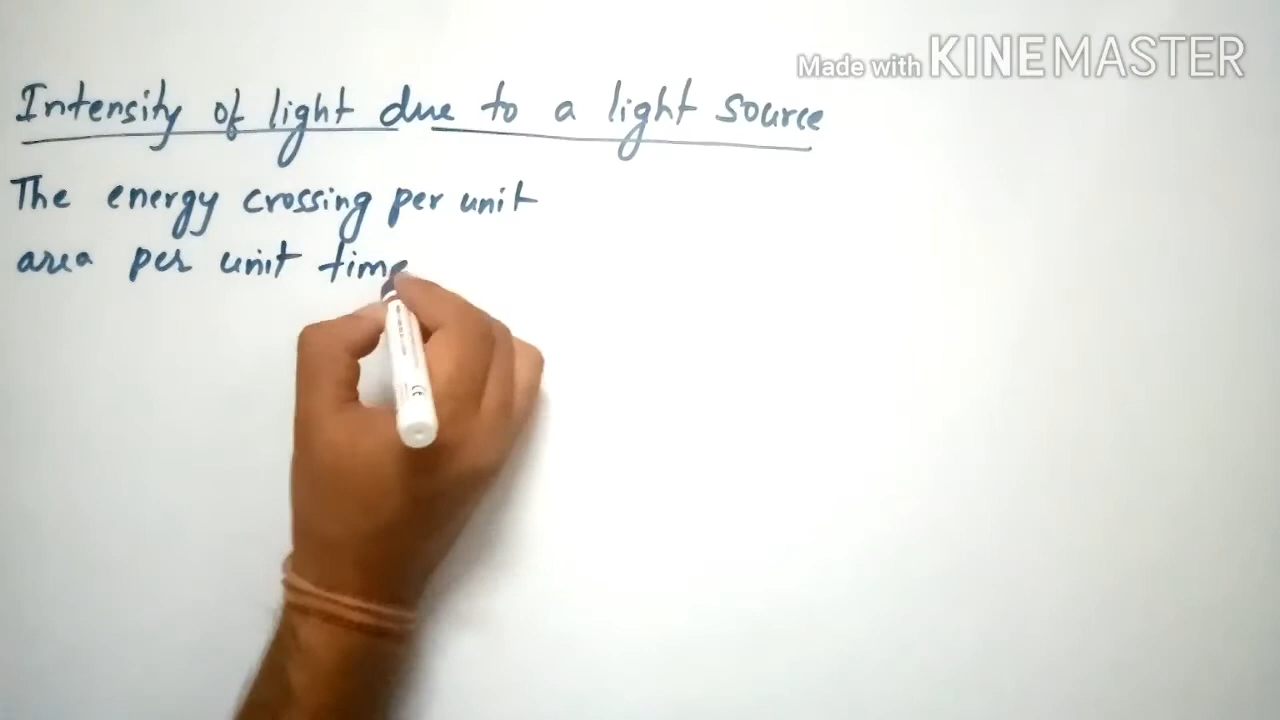 Made with KINEMASTER
Intensity of light due to a light source
The energy crossing per unit
area per unit time